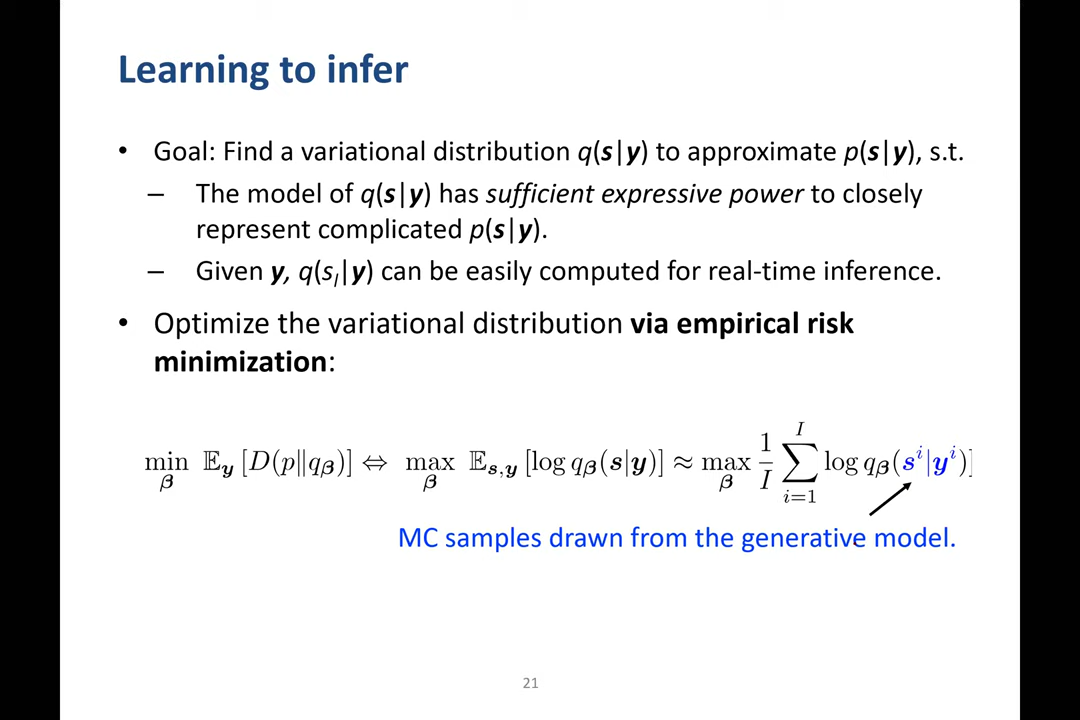 Learning to infer
• Goal: Find a variational distribution q(s|y) to approximate p(s|y), s.t.
– The model of q(s|y) has sufficient expressive power to closely
represent complicated p(s|y).
– Given y, q(s_l|y) can be easily computed for real-time inference.
• Optimize the variational distribution via empirical risk
minimization:
min_β 𝔼_y [D(p‖q_β)] ⇔ max_β 𝔼_{s,y} [log q_β(s|y)] ≈ max_β 1/I ∑_{i=1}^{I} log q_β(s^i|y^i)]
MC samples drawn from the generative model.
21